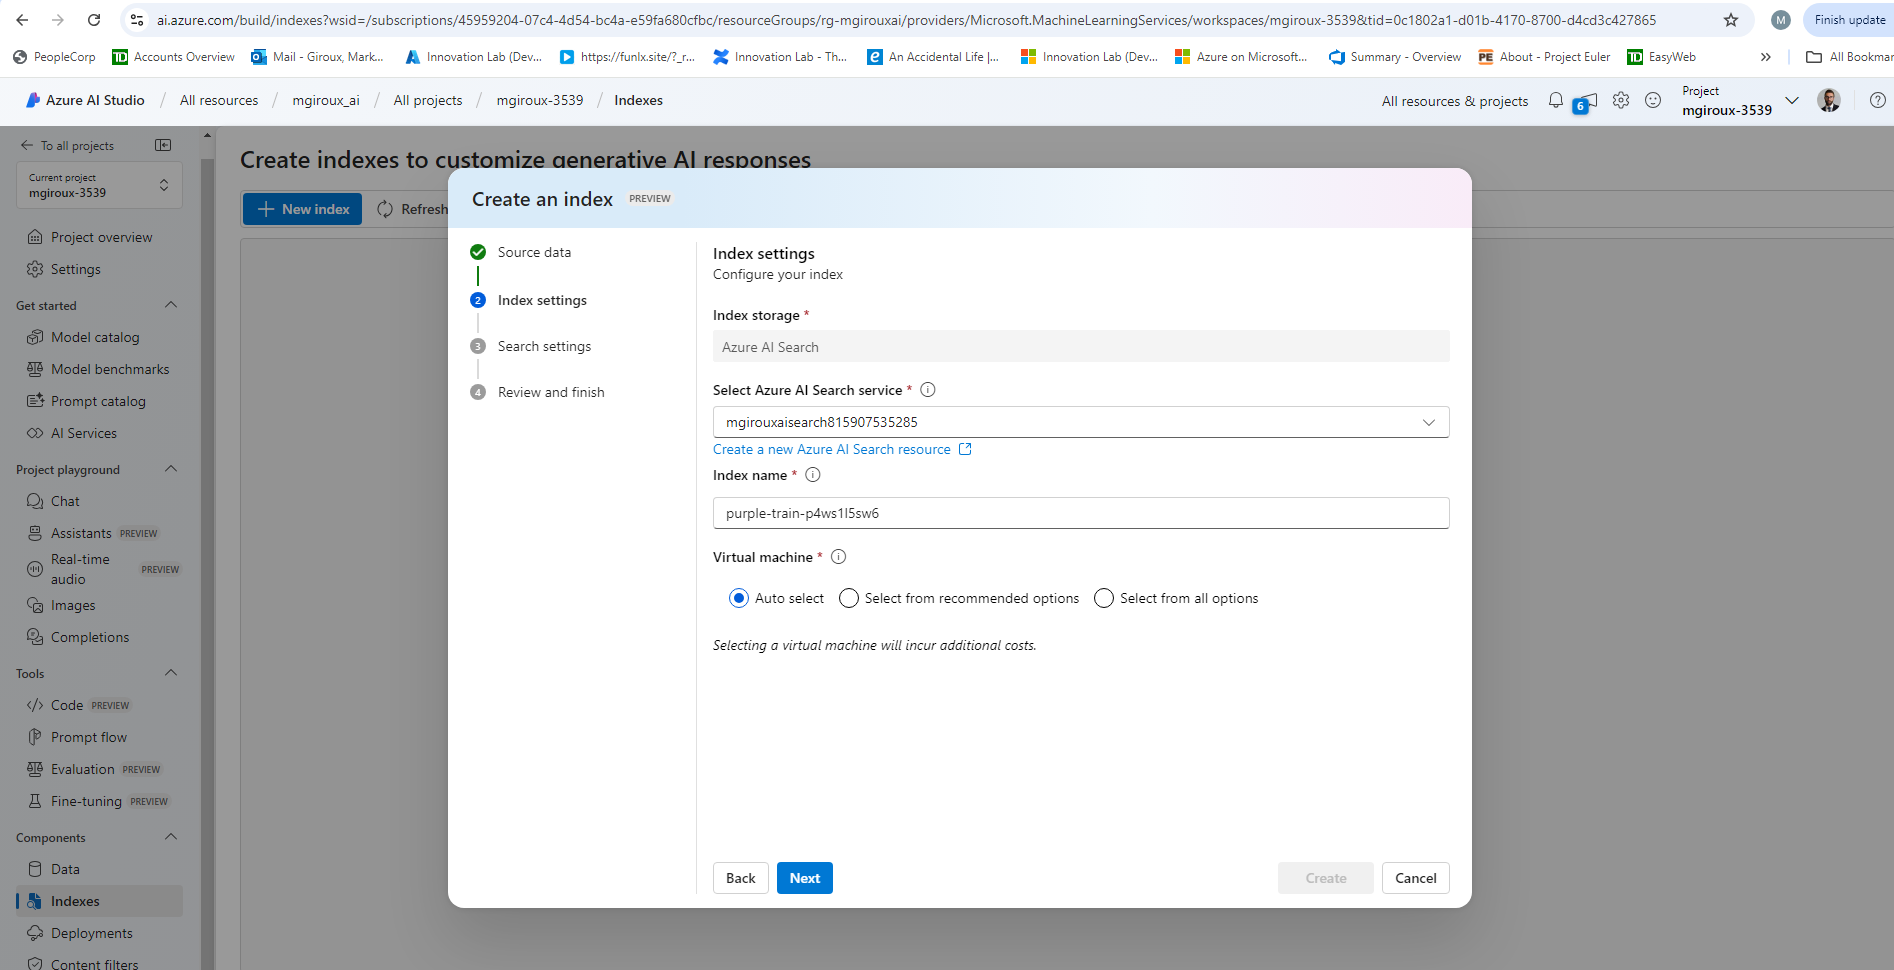 ai.azure.com/build/indexes?wsid=/subscriptions/45959204-07c4-4d54-bc4a-e59fa680cfbc/resourceGroups/rg-mgirouxai/providers/Microsoft.MachineLearningServices/workspaces/mgiroux-3539&tid=0c1802a1-d01b-4170-8700-d4cd3c427865
M
Finish update
PeopleCorp
TD Accounts Overview
Mail - Giroux, Mark...
Innovation Lab (Dev...
https://funlx.site/?_r...
Innovation Lab - Th...
An Accidental Life |...
Innovation Lab (Dev...
Azure on Microsoft...
Summary - Overview
PE About - Project Euler
TD EasyWeb
»
All Bookmar
Azure AI Studio / All resources / mgiroux_ai / All projects / mgiroux-3539 / Indexes
All resources & projects
6
Project
mgiroux-3539
To all projects
Current project
mgiroux-3539
Project overview
Settings
Get started
Model catalog
Model benchmarks
Prompt catalog
AI Services
Project playground
Chat
Assistants PREVIEW
Real-time audio PREVIEW
Images
Completions
Tools
Code PREVIEW
Prompt flow
Evaluation PREVIEW
Fine-tuning PREVIEW
Components
Data
Indexes
Deployments
Content filters
Create indexes to customize generative AI responses
New index
Refresh
Create an index PREVIEW
Source data
2 Index settings
3 Search settings
4 Review and finish
Index settings
Configure your index
Index storage *
Azure AI Search
Select Azure AI Search service *
mgirouxaisearch815907535285
Create a new Azure AI Search resource
Index name *
purple-train-p4ws1l5sw6
Virtual machine *
Auto select
Select from recommended options
Select from all options
Selecting a virtual machine will incur additional costs.
Back
Next
Create
Cancel